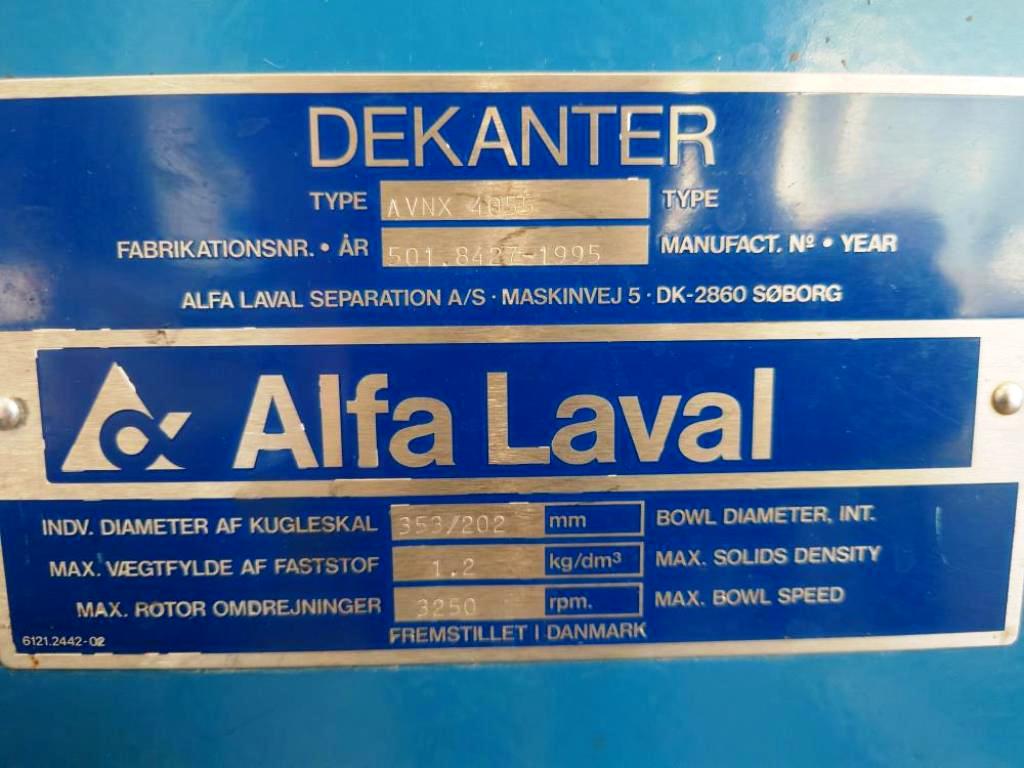 DEKANTER
TYPE AVNX 4055 TYPE
FABRIKATIONSNR. • ÅR 501.8427-1995 MANUFACT. Nº • YEAR
ALFA LAVAL SEPARATION A/S · MASKINVEJ 5 · DK-2860 SØBORG
Alfa Laval
INDV. DIAMETER AF KUGLESKAL 353/202 mm BOWL DIAMETER, INT.
MAX. VÆGTFYLDE AF FASTSTOF 1.2 kg/dm³ MAX. SOLIDS DENSITY
MAX. ROTOR OMDREJNINGER 3250 rpm. MAX. BOWL SPEED
6121.2442-02 FREMSTILLET I DANMARK